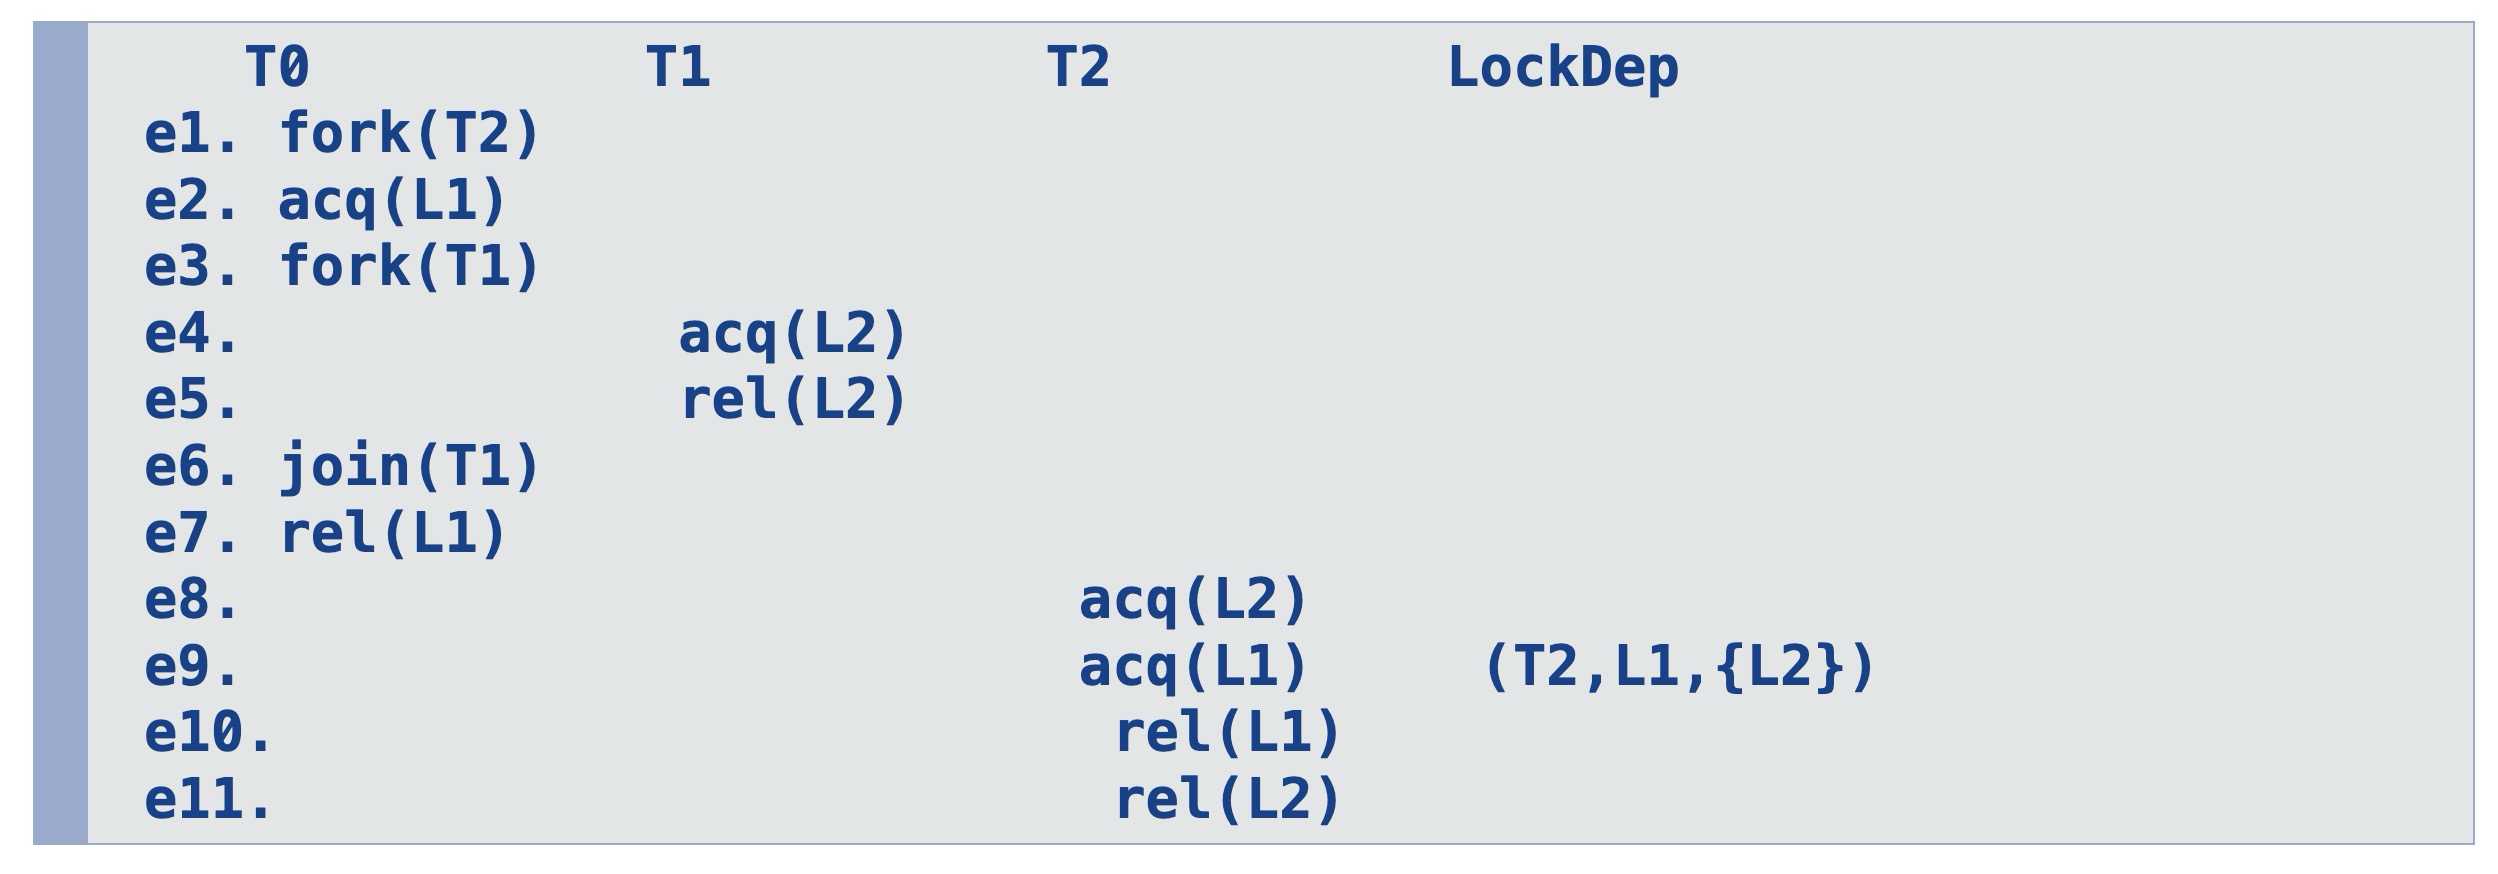 T0 T1 T2 LockDep
e1. fork(T2)
e2. acq(L1)
e3. fork(T1)
e4. acq(L2)
e5. rel(L2)
e6. join(T1)
e7. rel(L1)
e8. acq(L2)
e9. acq(L1) (T2,L1,{L2})
e10. rel(L1)
e11. rel(L2)